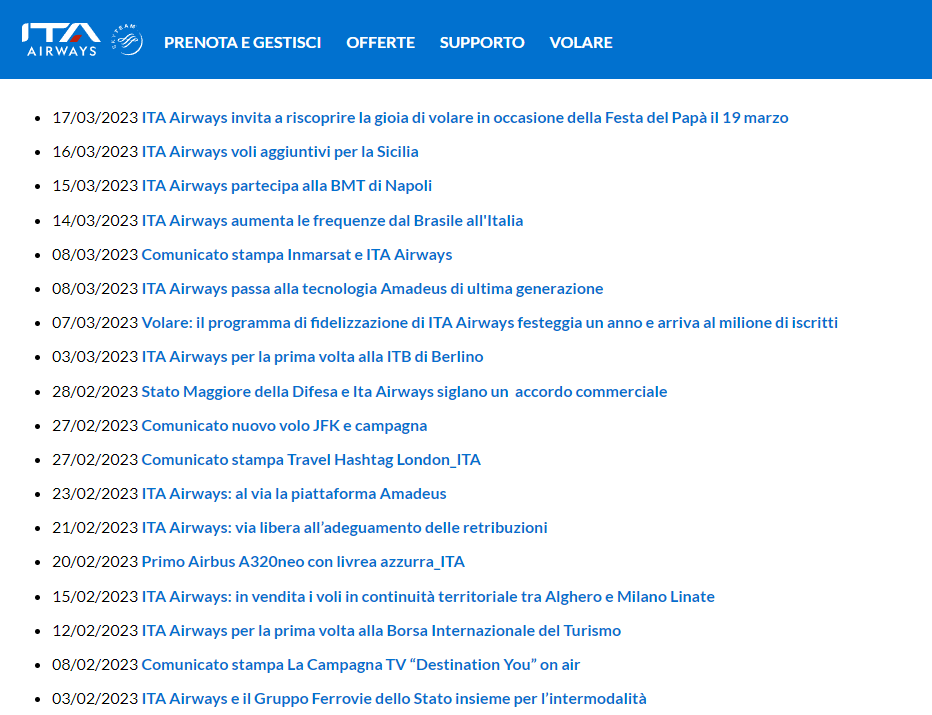 ITA AIRWAYS SKYTEAM PRENOTA E GESTISCI OFFERTE SUPPORTO VOLARE
17/03/2023 ITA Airways invita a riscoprire la gioia di volare in occasione della Festa del Papà il 19 marzo
16/03/2023 ITA Airways voli aggiuntivi per la Sicilia
15/03/2023 ITA Airways partecipa alla BMT di Napoli
14/03/2023 ITA Airways aumenta le frequenze dal Brasile all'Italia
08/03/2023 Comunicato stampa Inmarsat e ITA Airways
08/03/2023 ITA Airways passa alla tecnologia Amadeus di ultima generazione
07/03/2023 Volare: il programma di fidelizzazione di ITA Airways festeggia un anno e arriva al milione di iscritti
03/03/2023 ITA Airways per la prima volta alla ITB di Berlino
28/02/2023 Stato Maggiore della Difesa e Ita Airways siglano un  accordo commerciale
27/02/2023 Comunicato nuovo volo JFK e campagna
27/02/2023 Comunicato stampa Travel Hashtag London_ITA
23/02/2023 ITA Airways: al via la piattaforma Amadeus
21/02/2023 ITA Airways: via libera all’adeguamento delle retribuzioni
20/02/2023 Primo Airbus A320neo con livrea azzurra_ITA
15/02/2023 ITA Airways: in vendita i voli in continuità territoriale tra Alghero e Milano Linate
12/02/2023 ITA Airways per la prima volta alla Borsa Internazionale del Turismo
08/02/2023 Comunicato stampa La Campagna TV “Destination You” on air
03/02/2023 ITA Airways e il Gruppo Ferrovie dello Stato insieme per l’intermodalità